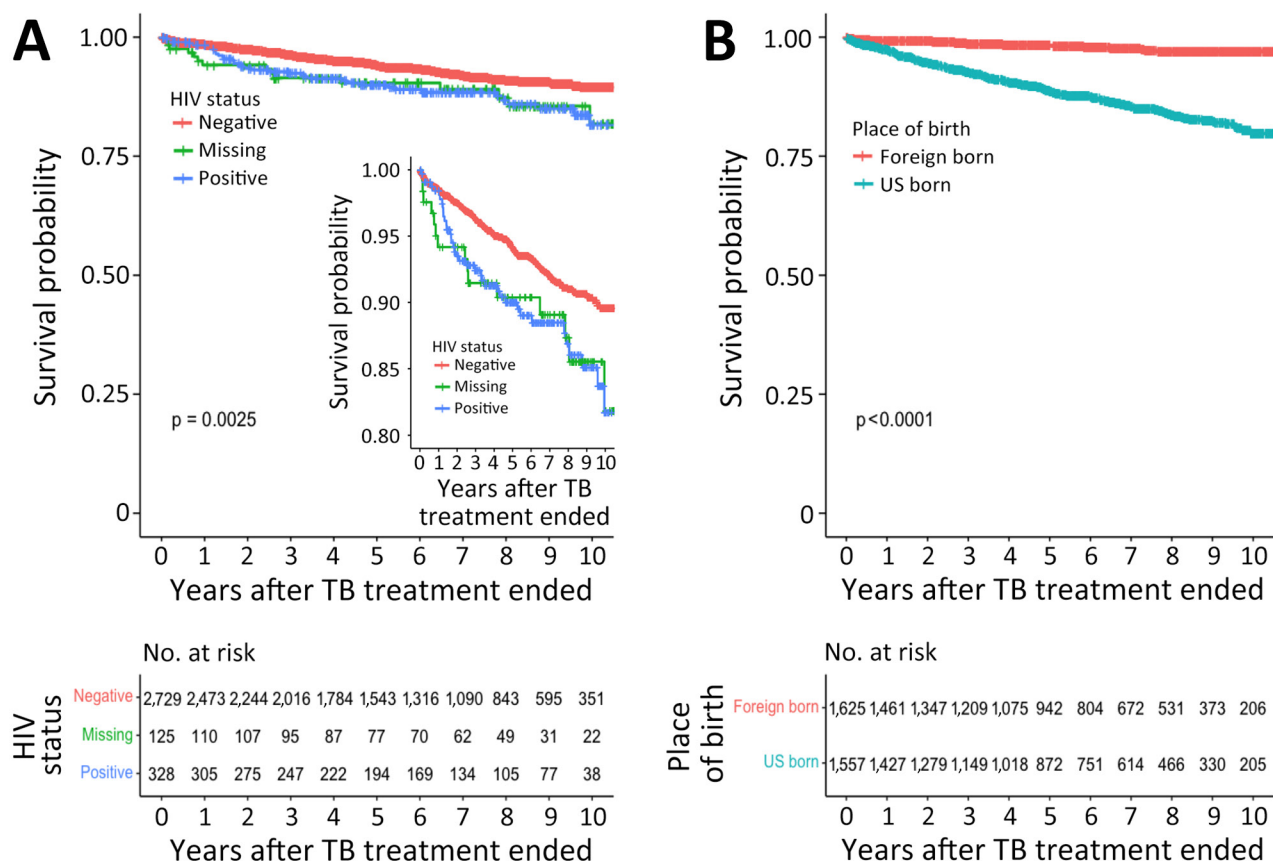 A
1.00
0.75
0.50
0.25
0
Survival probability
HIV status
Negative
Missing
Positive
p = 0.0025
1.00
0.95
0.90
0.85
0.80
Survival probability
HIV status
Negative
Missing
Positive
0 1 2 3 4 5 6 7 8 9 10
Years after TB
treatment ended
0 1 2 3 4 5 6 7 8 9 10
Years after TB treatment ended
No. at risk
HIV
status
Negative 2,729 2,473 2,244 2,016 1,784 1,543 1,316 1,090 843 595 351
Missing 125 110 107 95 87 77 70 62 49 31 22
Positive 328 305 275 247 222 194 169 134 105 77 38
0 1 2 3 4 5 6 7 8 9 10
Years after TB treatment ended
B
1.00
0.75
0.50
0.25
0
Survival probability
Place of birth
Foreign born
US born
p<0.0001
0 1 2 3 4 5 6 7 8 9 10
Years after TB treatment ended
No. at risk
Place
of birth
Foreign born 1,625 1,461 1,347 1,209 1,075 942 804 672 531 373 206
US born 1,557 1,427 1,279 1,149 1,018 872 751 614 466 330 205
0 1 2 3 4 5 6 7 8 9 10
Years after TB treatment ended